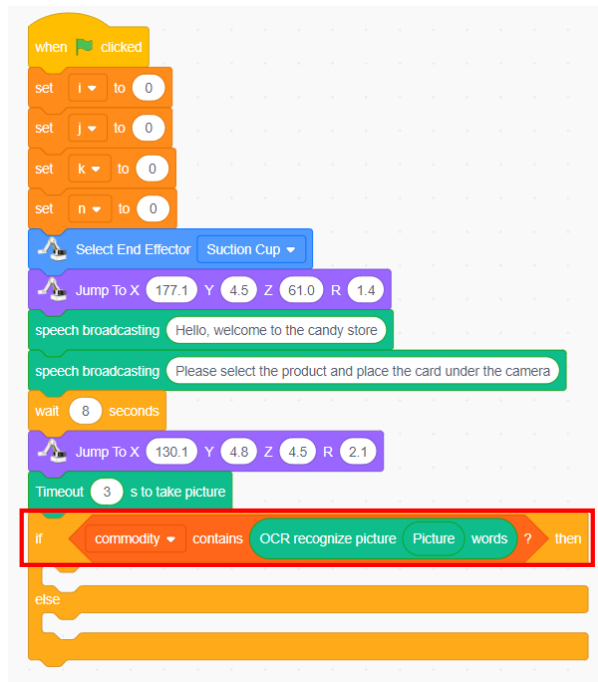 when clicked
set i to 0
set j to 0
set k to 0
set n to 0
Select End Effector Suction Cup
Jump To X 177.1 Y 4.5 Z 61.0 R 1.4
speech broadcasting Hello, welcome to the candy store
speech broadcasting Please select the product and place the card under the camera
wait 8 seconds
Jump To X 130.1 Y 4.8 Z 4.5 R 2.1
Timeout 3 s to take picture
if commodity contains OCR recognize picture Picture words ? then
else